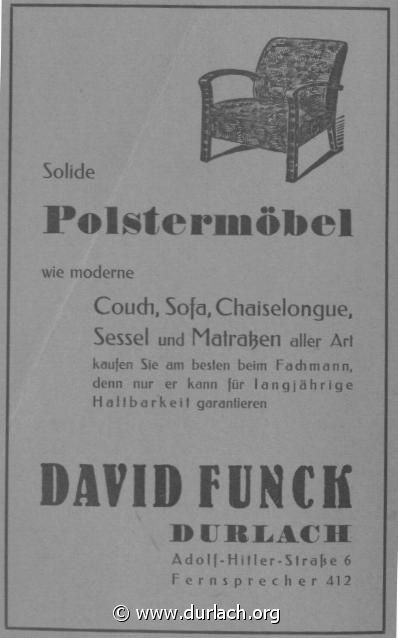 Solide
Polstermöbel
wie moderne
Couch, Sofa, Chaiselongue,
Sessel und Matratzen aller Art
kaufen Sie am besten beim Fachmann,
denn nur er kann für langjährige
Haltbarkeit garantieren
DAVID FUNCK
DURLACH
Adolf-Hitler-Straße 6
Fernsprecher 412
© www.durlach.org